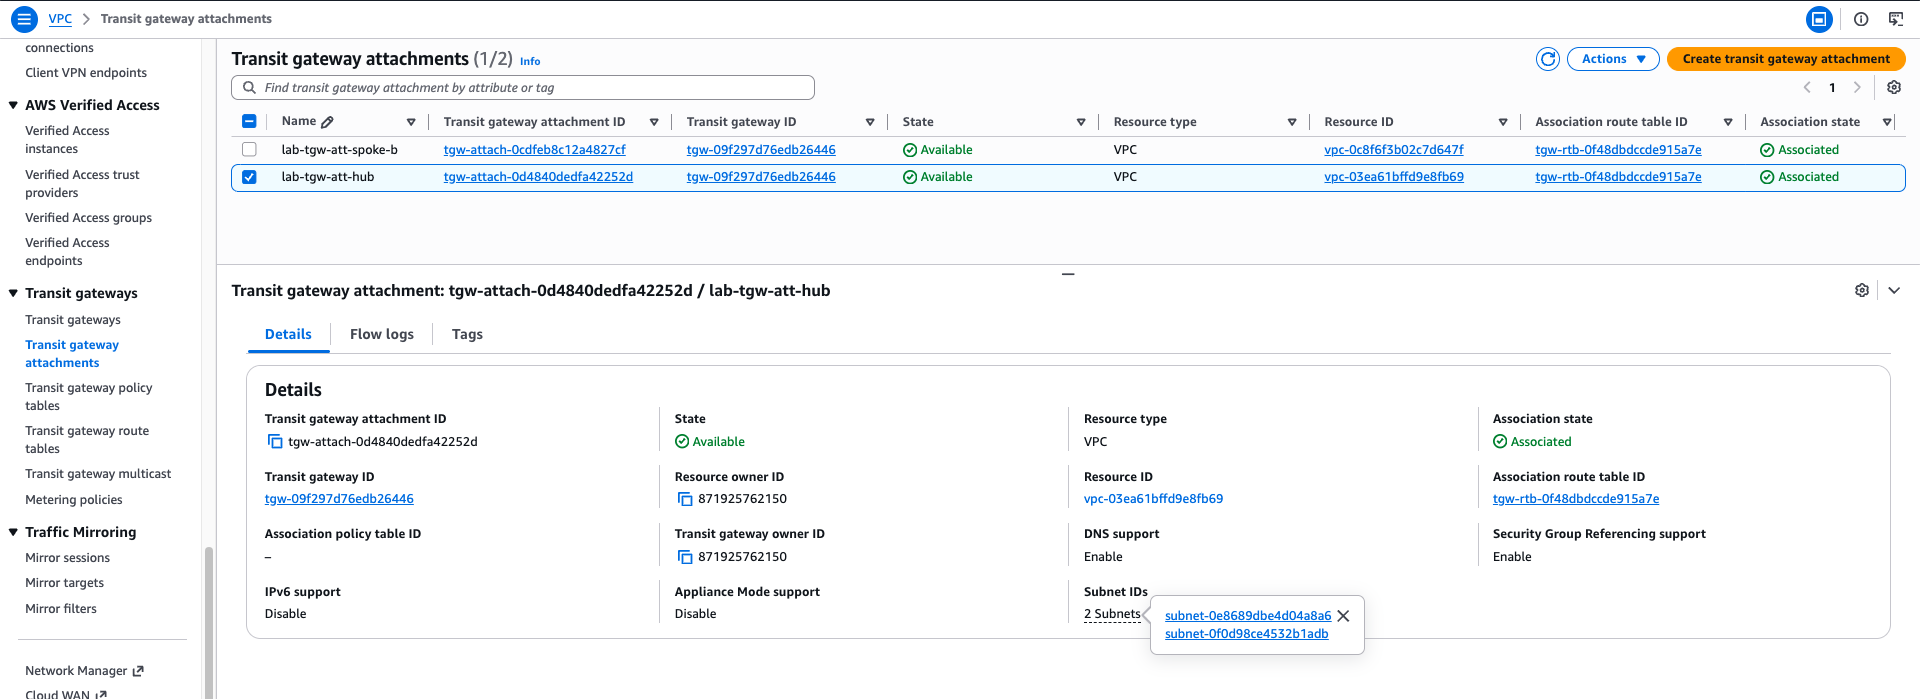 VPC > Transit gateway attachments
connections
Client VPN endpoints
AWS Verified Access
Verified Access
instances
Verified Access trust
providers
Verified Access groups
Verified Access
endpoints
Transit gateways
Transit gateways
Transit gateway
attachments
Transit gateway policy
tables
Transit gateway route
tables
Transit gateway multicast
Metering policies
Traffic Mirroring
Mirror sessions
Mirror targets
Mirror filters
Network Manager
Cloud WAN
Transit gateway attachments (1/2) Info
Actions
Create transit gateway attachment
Find transit gateway attachment by attribute or tag
1
Name Transit gateway attachment ID Transit gateway ID State Resource type Resource ID Association route table ID Association state
lab-tgw-att-spoke-b tgw-attach-0cdfeb8c12a4827cf tgw-09f297d76edb26446 Available VPC vpc-0c8f6f3b02c7d647f tgw-rtb-0f48dbdccde915a7e Associated
lab-tgw-att-hub tgw-attach-0d4840dedfa42252d tgw-09f297d76edb26446 Available VPC vpc-03ea61bffd9e8fb69 tgw-rtb-0f48dbdccde915a7e Associated
Transit gateway attachment: tgw-attach-0d4840dedfa42252d / lab-tgw-att-hub
Details Flow logs Tags
Details
Transit gateway attachment ID State Resource type Association state
tgw-attach-0d4840dedfa42252d Available VPC Associated
Transit gateway ID Resource owner ID Resource ID Association route table ID
tgw-09f297d76edb26446 871925762150 vpc-03ea61bffd9e8fb69 tgw-rtb-0f48dbdccde915a7e
Association policy table ID Transit gateway owner ID DNS support Security Group Referencing support
– 871925762150 Enable Enable
IPv6 support Appliance Mode support Subnet IDs
Disable Disable 2 Subnets
subnet-0e8689dbe4d04a8a6
subnet-0f0d98ce4532b1adb